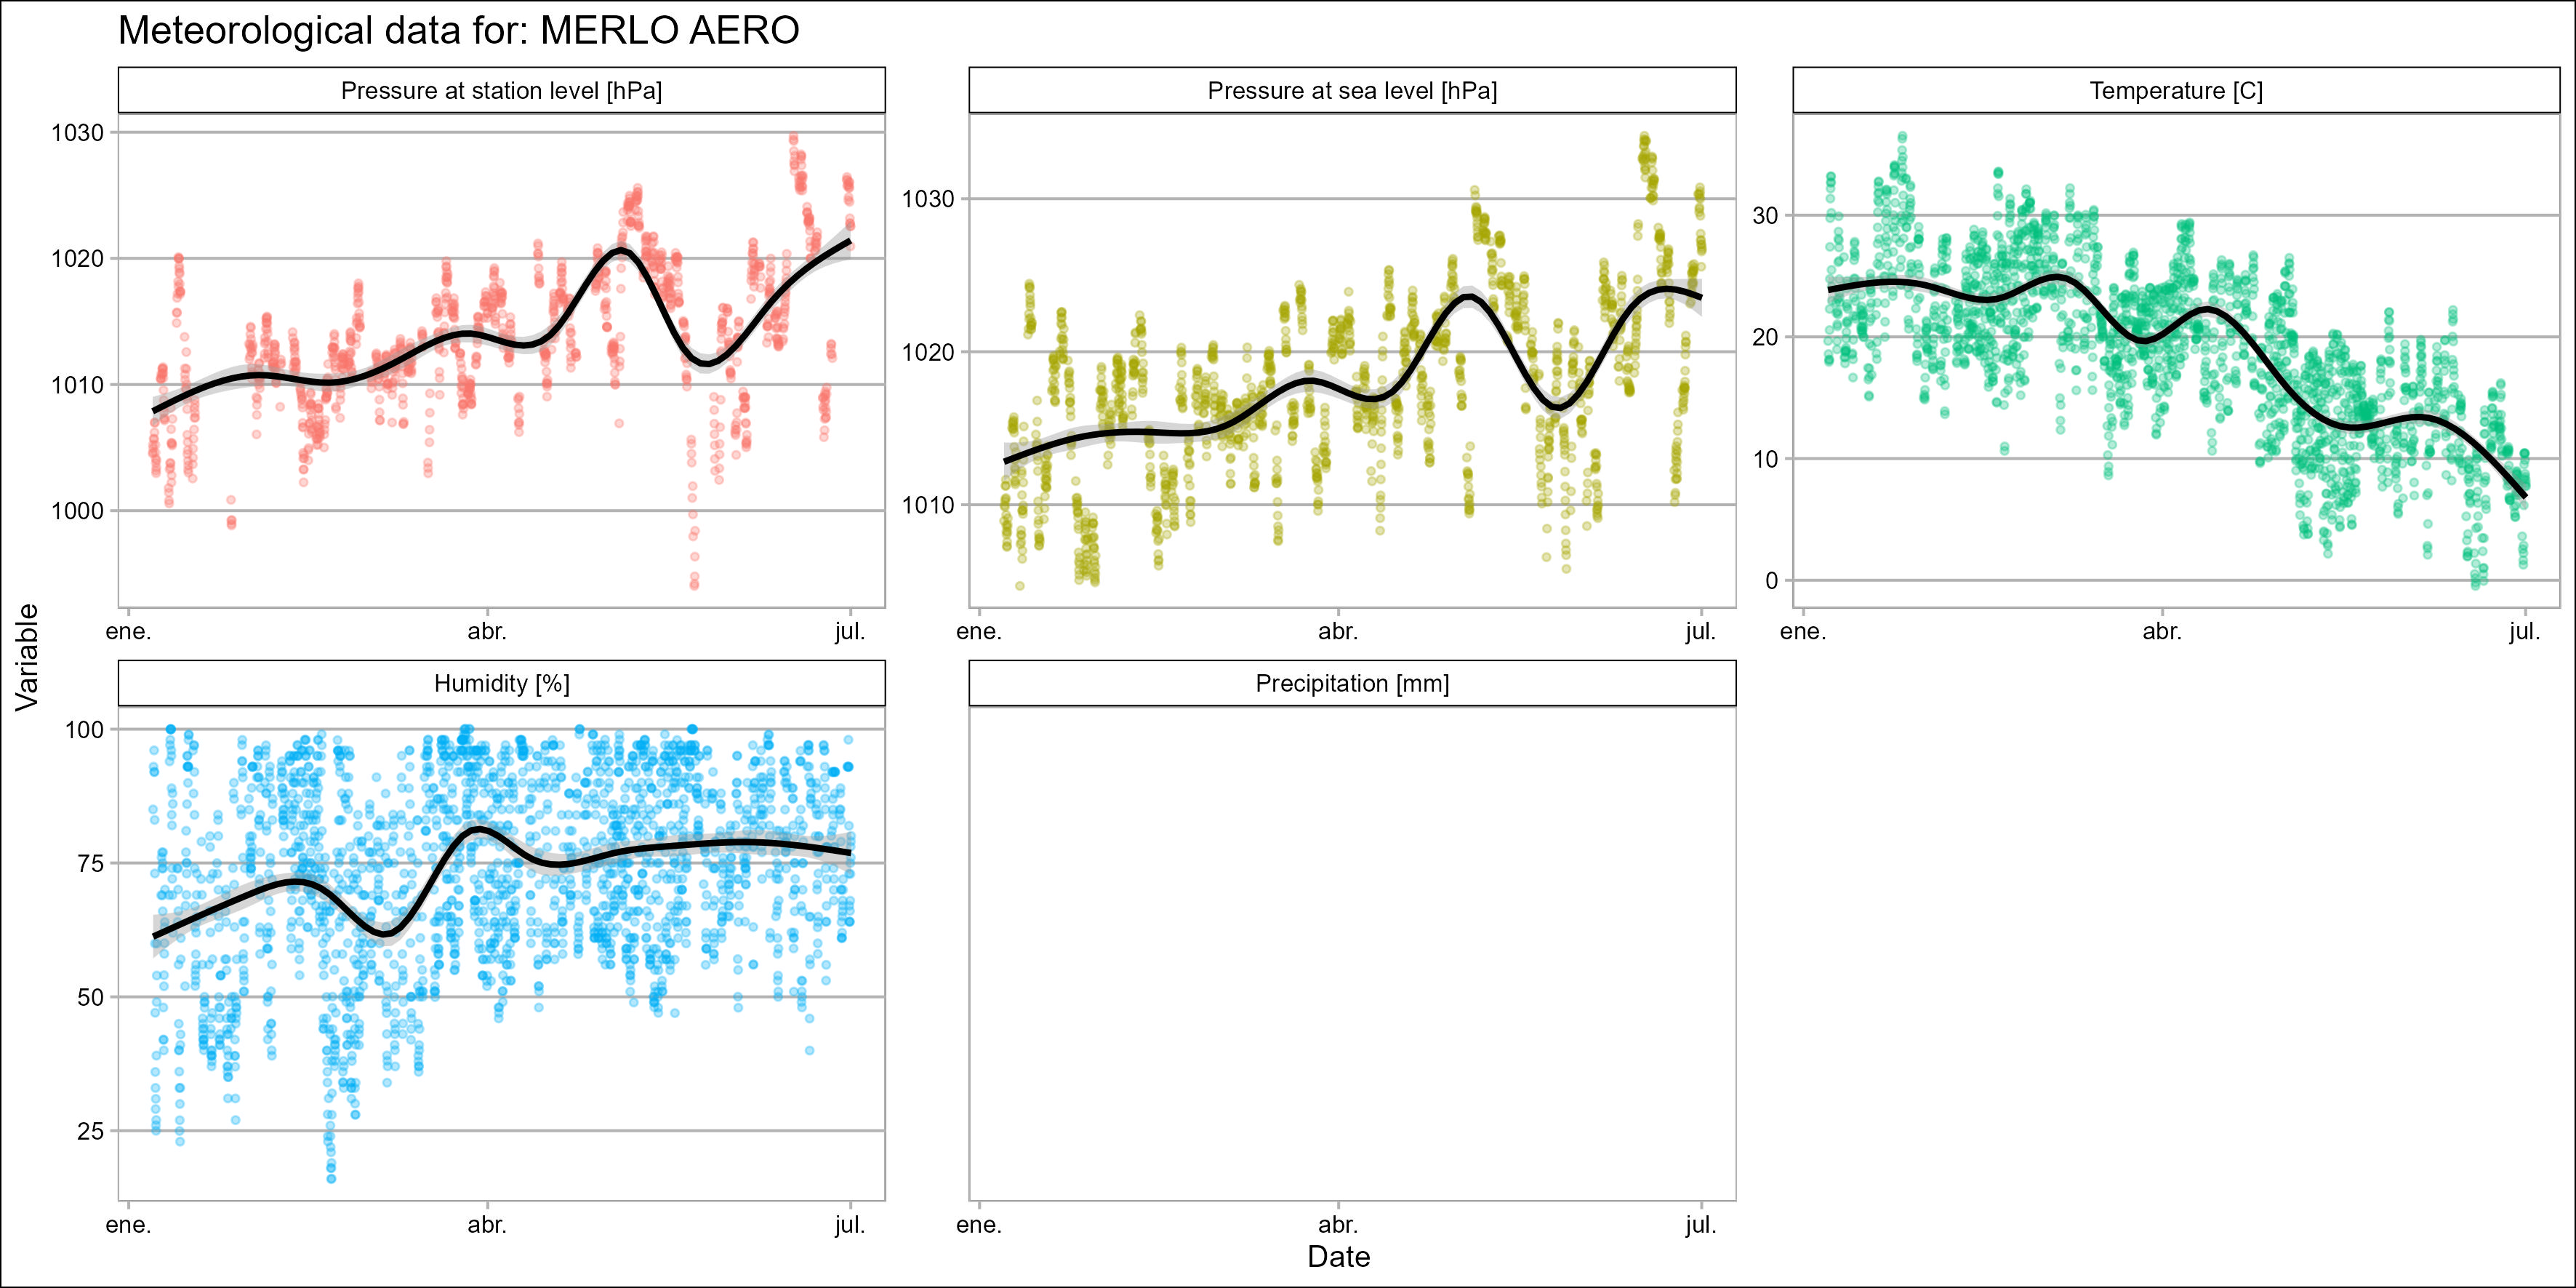 Meteorological data for: MERLO AERO
Pressure at station level [hPa]
1030
1020
1010
1000
ene.
abr.
jul.
Pressure at sea level [hPa]
1030
1020
1010
ene.
abr.
jul.
Temperature [C]
30
20
10
0
ene.
abr.
jul.
Variable
Humidity [%]
100
75
50
25
ene.
abr.
jul.
Precipitation [mm]
ene.
abr.
jul.
Date